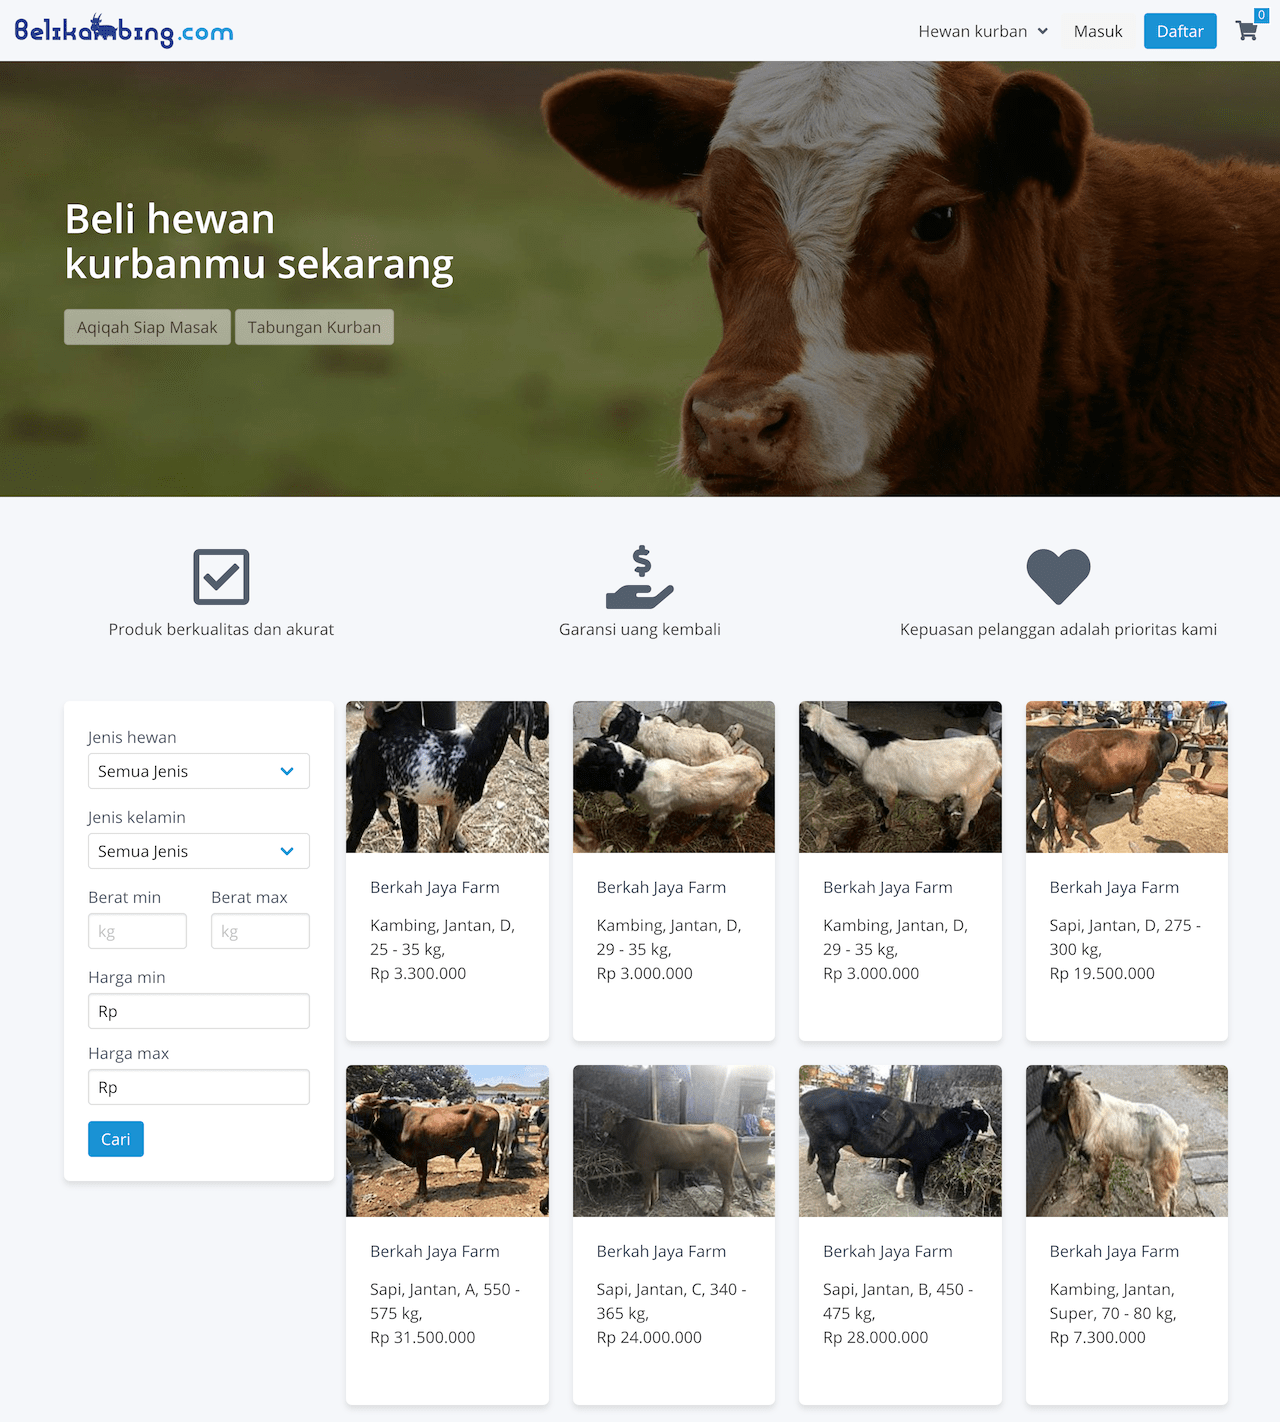 Belikambing.com
Hewan kurban
Masuk
Daftar
0
Beli hewan
kurbanmu sekarang
Aqiqah Siap Masak
Tabungan Kurban
Produk berkualitas dan akurat
Garansi uang kembali
Kepuasan pelanggan adalah prioritas kami
Jenis hewan
Semua Jenis
Jenis kelamin
Semua Jenis
Berat min
Berat max
kg
kg
Harga min
Rp
Harga max
Rp
Cari
Berkah Jaya Farm
Kambing, Jantan, D,
25 - 35 kg,
Rp 3.300.000
Berkah Jaya Farm
Kambing, Jantan, D,
29 - 35 kg,
Rp 3.000.000
Berkah Jaya Farm
Kambing, Jantan, D,
29 - 35 kg,
Rp 3.000.000
Berkah Jaya Farm
Sapi, Jantan, D, 275 -
300 kg,
Rp 19.500.000
Berkah Jaya Farm
Sapi, Jantan, A, 550 -
575 kg,
Rp 31.500.000
Berkah Jaya Farm
Sapi, Jantan, C, 340 -
365 kg,
Rp 24.000.000
Berkah Jaya Farm
Sapi, Jantan, B, 450 -
475 kg,
Rp 28.000.000
Berkah Jaya Farm
Kambing, Jantan,
Super, 70 - 80 kg,
Rp 7.300.000